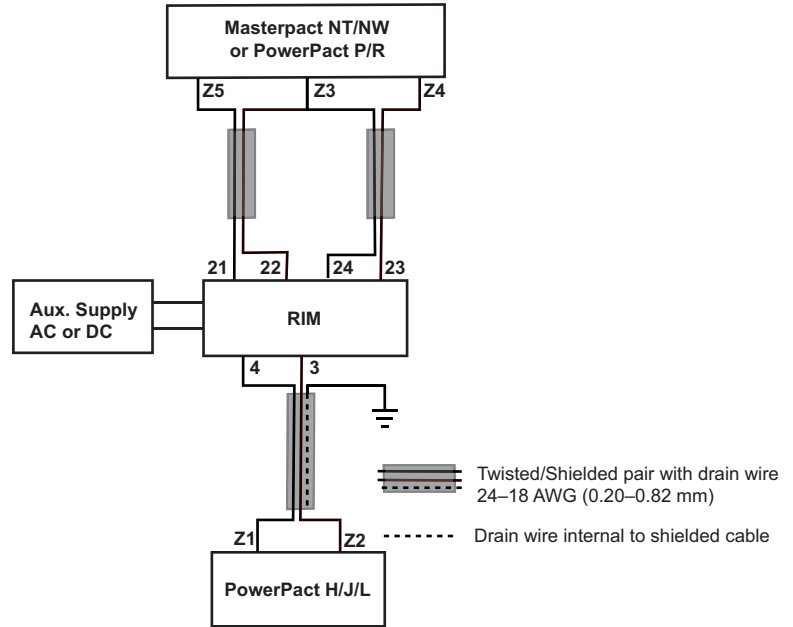 Masterpact NT/NW
or PowerPact P/R
Z5
Z3
Z4
21
22
24
23
Aux. Supply
AC or DC
RIM
4
3
Twisted/Shielded pair with drain wire
24–18 AWG (0.20–0.82 mm)
Drain wire internal to shielded cable
Z1
Z2
PowerPact H/J/L